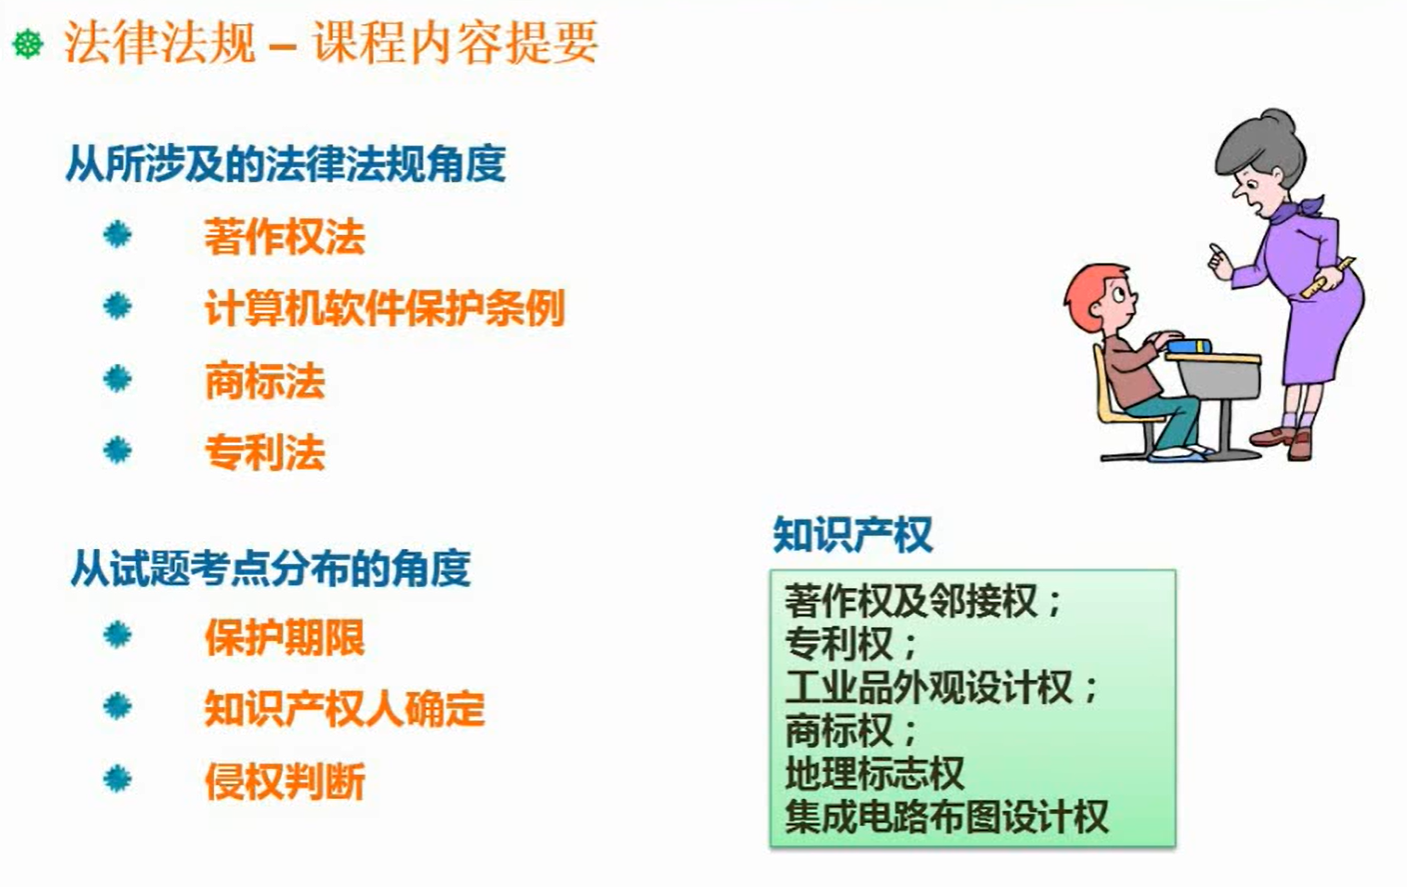 法律法规 – 课程内容提要
从所涉及的法律法规角度
著作权法
计算机软件保护条例
商标法
专利法
从试题考点分布的角度
保护期限
知识产权人确定
侵权判断
知识产权
著作权及邻接权；
专利权；
工业品外观设计权；
商标权；
地理标志权
集成电路布图设计权